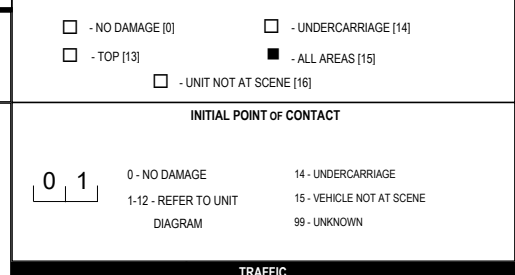 ☐ - NO DAMAGE [0] ☐ - UNDERCARRIAGE [14]
☐ - TOP [13] ■ - ALL AREAS [15]
☐ - UNIT NOT AT SCENE [16]
INITIAL POINT OF CONTACT
0 1
0 - NO DAMAGE 14 - UNDERCARRIAGE
1-12 - REFER TO UNIT 15 - VEHICLE NOT AT SCENE
DIAGRAM 99 - UNKNOWN
TRAFFIC